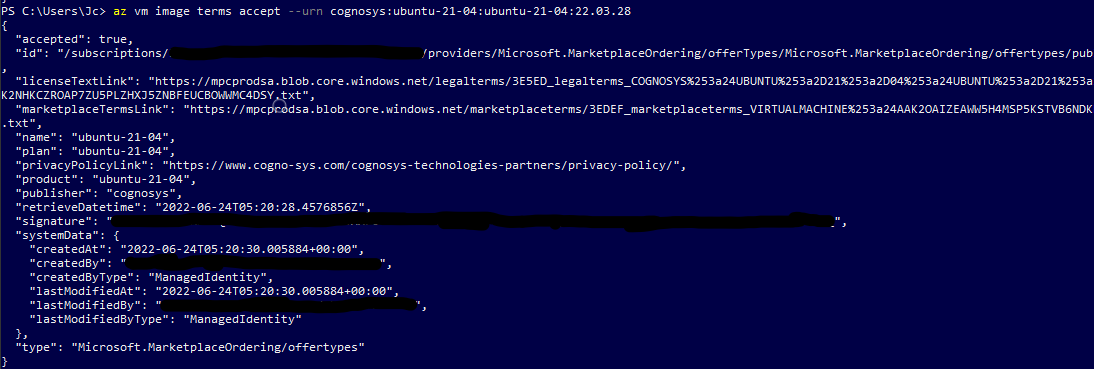 PS C:\Users\Jc> az vm image terms accept --urn cognosys:ubuntu-21-04:ubuntu-21-04:22.03.28
{
"accepted": true,
"id": "/subscriptions/ /providers/Microsoft.MarketplaceOrdering/offerTypes/Microsoft.MarketplaceOrdering/offertypes/pub
,
"licenseTextLink": "https://mpcprodsa.blob.core.windows.net/legalterms/3E5ED_legalterms_COGNOSYS%253a24UBUNTU%253a2D21%253a2D04%253a24UBUNTU%253a2D21%253a
K2NHKCZROAP7ZU5PLZHXJ5ZNBFEUCBOWWMC4DSY.txt",
"marketplaceTermsLink": "https://mpcprodsa.blob.core.windows.net/marketplaceterms/3EDEF_marketplaceterms_VIRTUALMACHINE%253a24AAK2OAIZEAWW5H4MSP5KSTVB6NDK
.txt",
"name": "ubuntu-21-04",
"plan": "ubuntu-21-04",
"privacyPolicyLink": "https://www.cogno-sys.com/cognosys-technologies-partners/privacy-policy/",
"product": "ubuntu-21-04",
"publisher": "cognosys",
"retrieveDatetime": "2022-06-24T05:20:28.4576856Z",
"signature": " ",
"systemData": {
"createdAt": "2022-06-24T05:20:30.005884+00:00",
"createdBy": " ",
"createdByType": "ManagedIdentity",
"lastModifiedAt": "2022-06-24T05:20:30.005884+00:00",
"lastModifiedBy": " ",
"lastModifiedByType": "ManagedIdentity"
},
"type": "Microsoft.MarketplaceOrdering/offertypes"
}